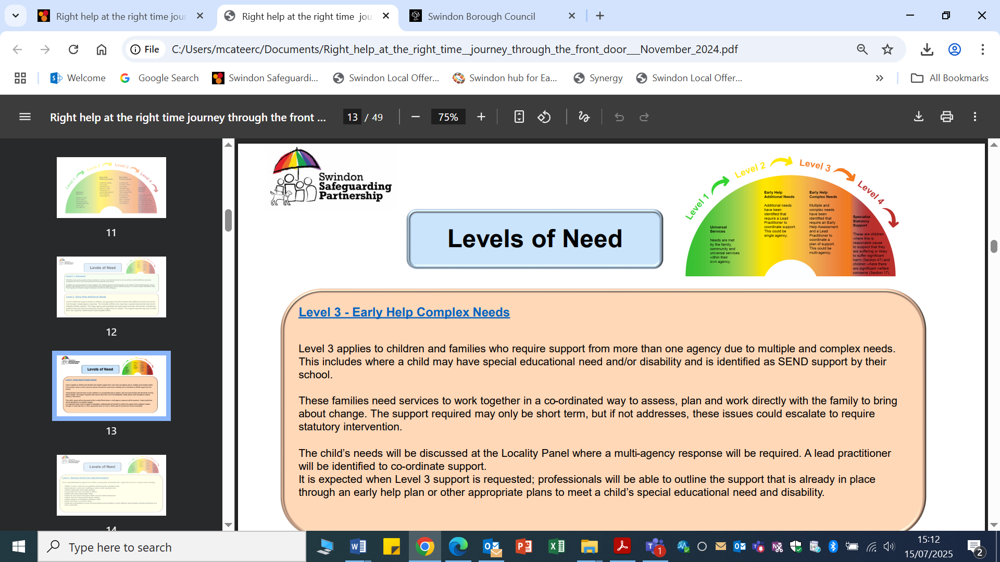 Right help at the right time jour
Right help at the right time jou
Swindon Borough Council
File
C:/Users/mcateerc/Documents/Right_help_at_the_right_time__journey_through_the_front_door___November_2024.pdf
Welcome
Google Search
Swindon Safeguardi...
Swindon Local Offer...
Swindon hub for Ea...
Synergy
Swindon Local Offer...
All Bookmarks
Right help at the right time journey through the front ...
13 / 49
75%
11
Levels of Need
12
Levels of Need
13
Levels of Need
14
Swindon
Safeguarding
Partnership
Levels of Need
Level 1
Level 2
Level 3
Level 4
Universal
Services
Needs are met
by the family,
community and
universal services
within their
own agency.
Early Help
Additional Needs
Additional needs
have been
identified that
require a Lead
Practitioner to
coordinate support.
This could be
single agency.
Early Help
Complex Needs
Multiple and
complex needs
have been
identified that
require an Early
Help Assessment
and a Lead
Practitioner to
coordinate a
plan of support.
This could be
multi-agency.
Specialist
Statutory
Support
These are children
where this is
reasonable cause
to suspect that they
are suffering or likley
to suffer significant
harm (Section 47) and
children where there
are significant welfare
concerns (Section 17).
Level 3 - Early Help Complex Needs
Level 3 applies to children and families who require support from more than one agency due to multiple and complex needs.
This includes where a child may have special educational need and/or disability and is identified as SEND support by their
school.
These families need services to work together in a co-ordinated way to assess, plan and work directly with the family to bring
about change. The support required may only be short term, but if not addresses, these issues could escalate to require
statutory intervention.
The child’s needs will be discussed at the Locality Panel where a multi-agency response will be required. A lead practitioner
will be identified to co-ordinate support.
It is expected when Level 3 support is requested; professionals will be able to outline the support that is already in place
through an early help plan or other appropriate plans to meet a child’s special educational need and disability.
Type here to search
1
15:12
15/07/2025
2